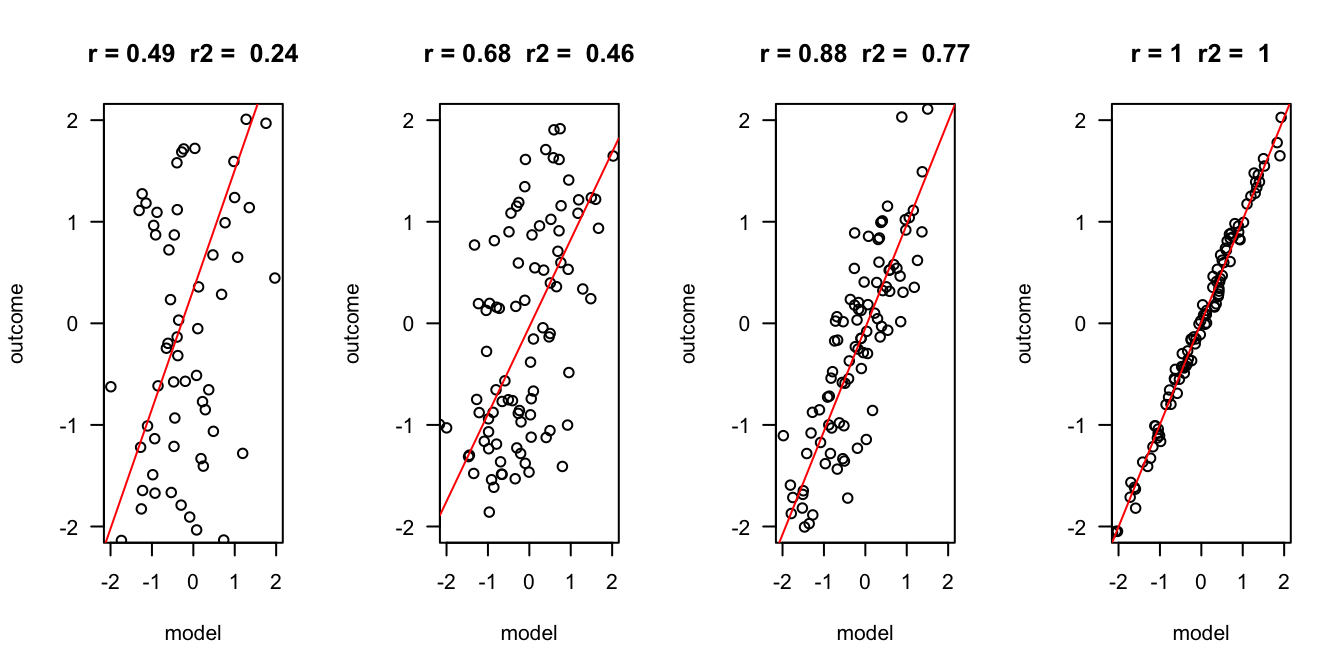 r = 0.49 r2 = 0.24
2
1
0
-1
-2
outcome
-2 -1 0 1 2
model
r = 0.68 r2 = 0.46
2
1
0
-1
-2
outcome
-2 -1 0 1 2
model
r = 0.88 r2 = 0.77
2
1
0
-1
-2
outcome
-2 -1 0 1 2
model
r = 1 r2 = 1
2
1
0
-1
-2
outcome
-2 -1 0 1 2
model